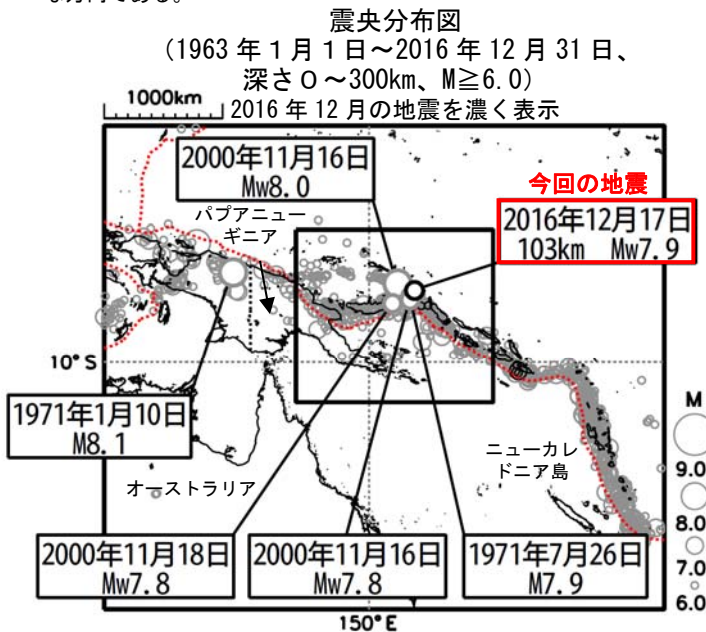 震央分布図
(1963年1月1日~2016年12月31日、
深さ0~300km、M≧6.0)
1000km
2016年12月の地震を濃く表示
2000年11月16日
Mw8.0
今回の地震
2016年12月17日
103km Mw7.9
パプアニュー
ギニア
10°S
1971年1月10日
M8.1
オーストラリア
ニューカレ
ドニア島
M
9.0
8.0
7.0
6.0
2000年11月18日
Mw7.8
2000年11月16日
Mw7.8
1971年7月26日
M7.9
150°E